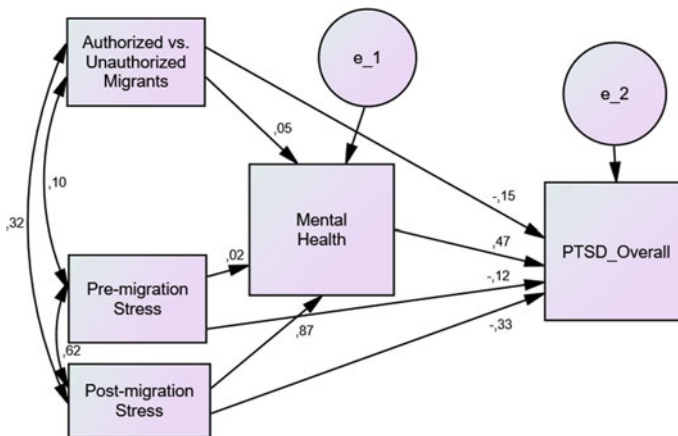 Authorized vs.
Unauthorized
Migrants
e_1
e_2
,05
-,15
,10
,32
Mental
Health
,47
PTSD_Overall
,02
Pre-migration
Stress
-,12
,87
-,33
,62
Post-migration
Stress